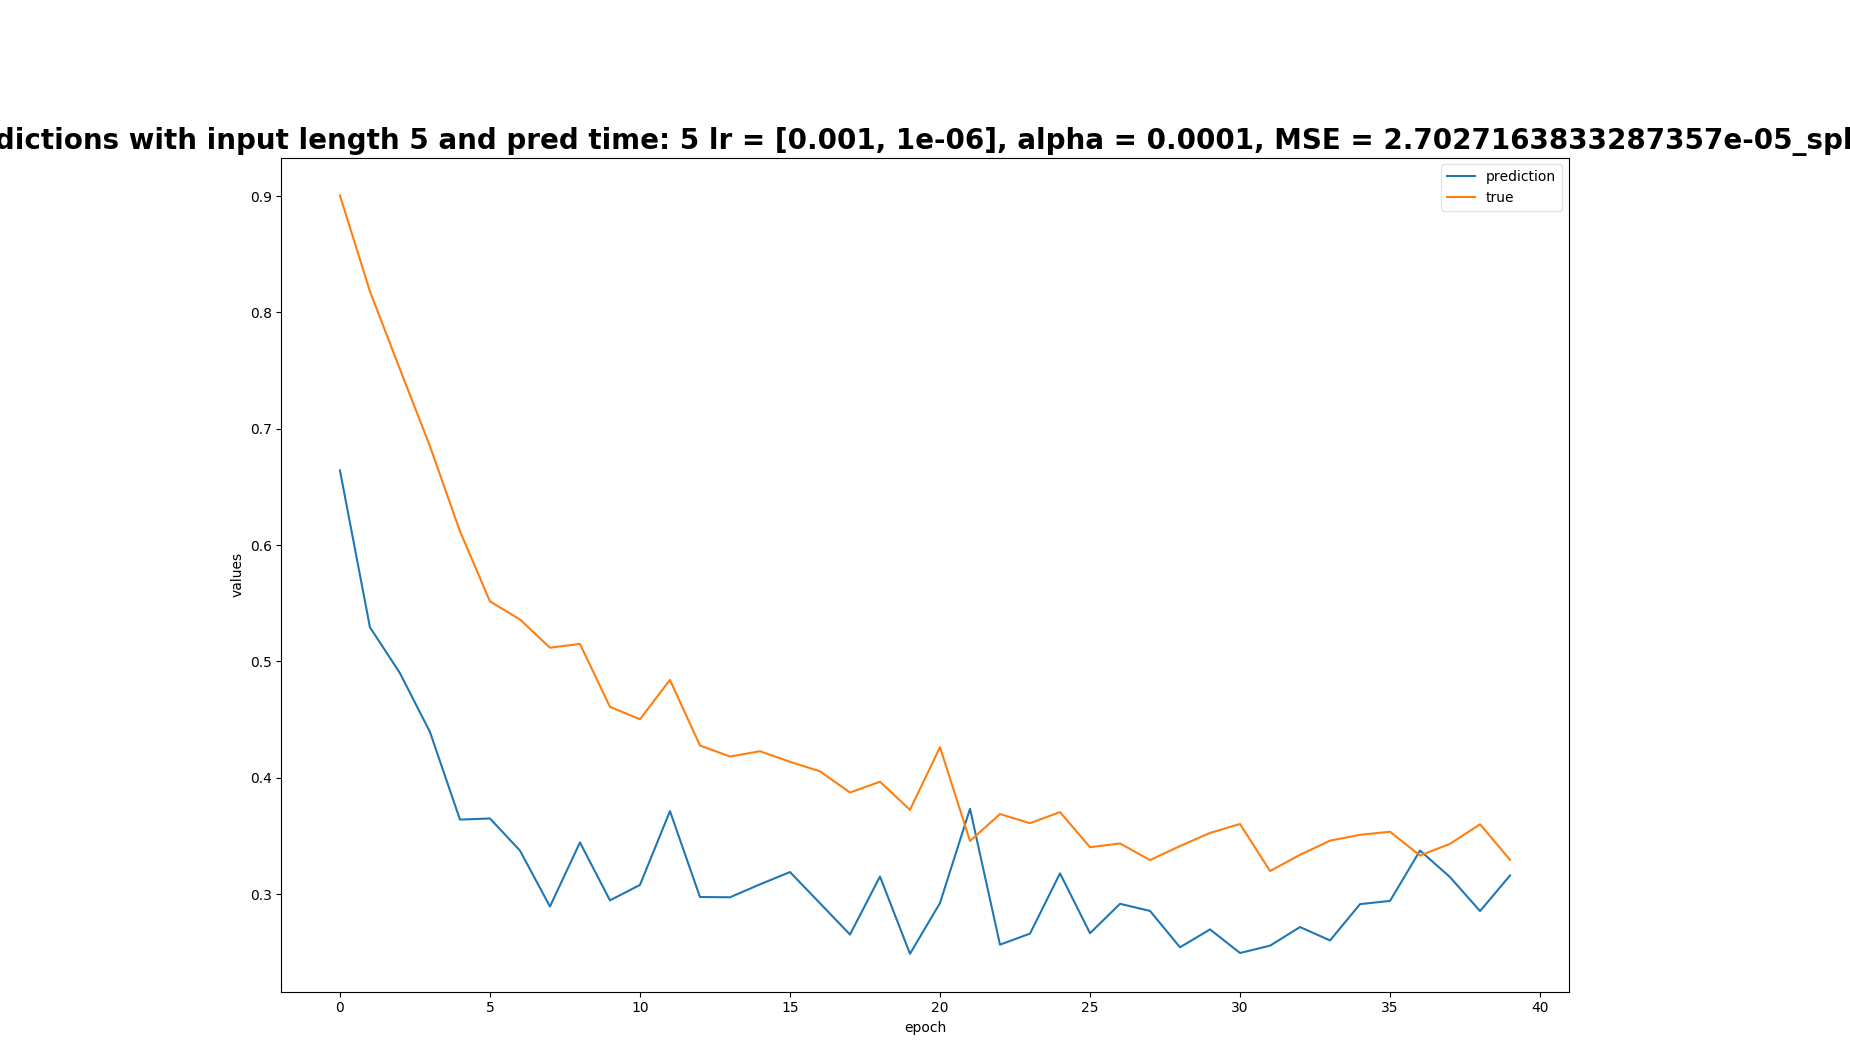 dictions with input length 5 and pred time: 5 lr = [0.001, 1e-06], alpha = 0.0001, MSE = 2.7027163833287357e-05_spl
prediction
true
0.9
0.8
0.7
0.6
0.5
0.4
0.3
values
0 5 10 15 20 25 30 35 40
epoch